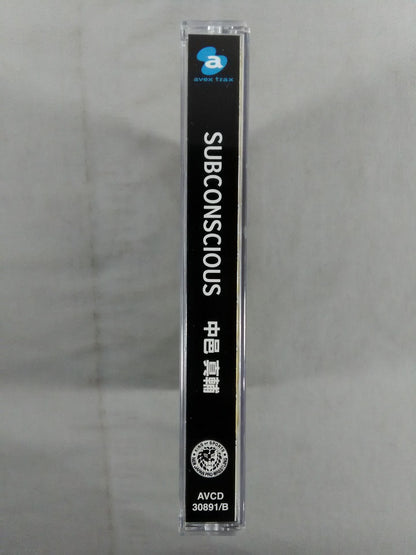 a
avex trax
SUBCONSCIOUS
中邑 真輔
AVCD
30891/B